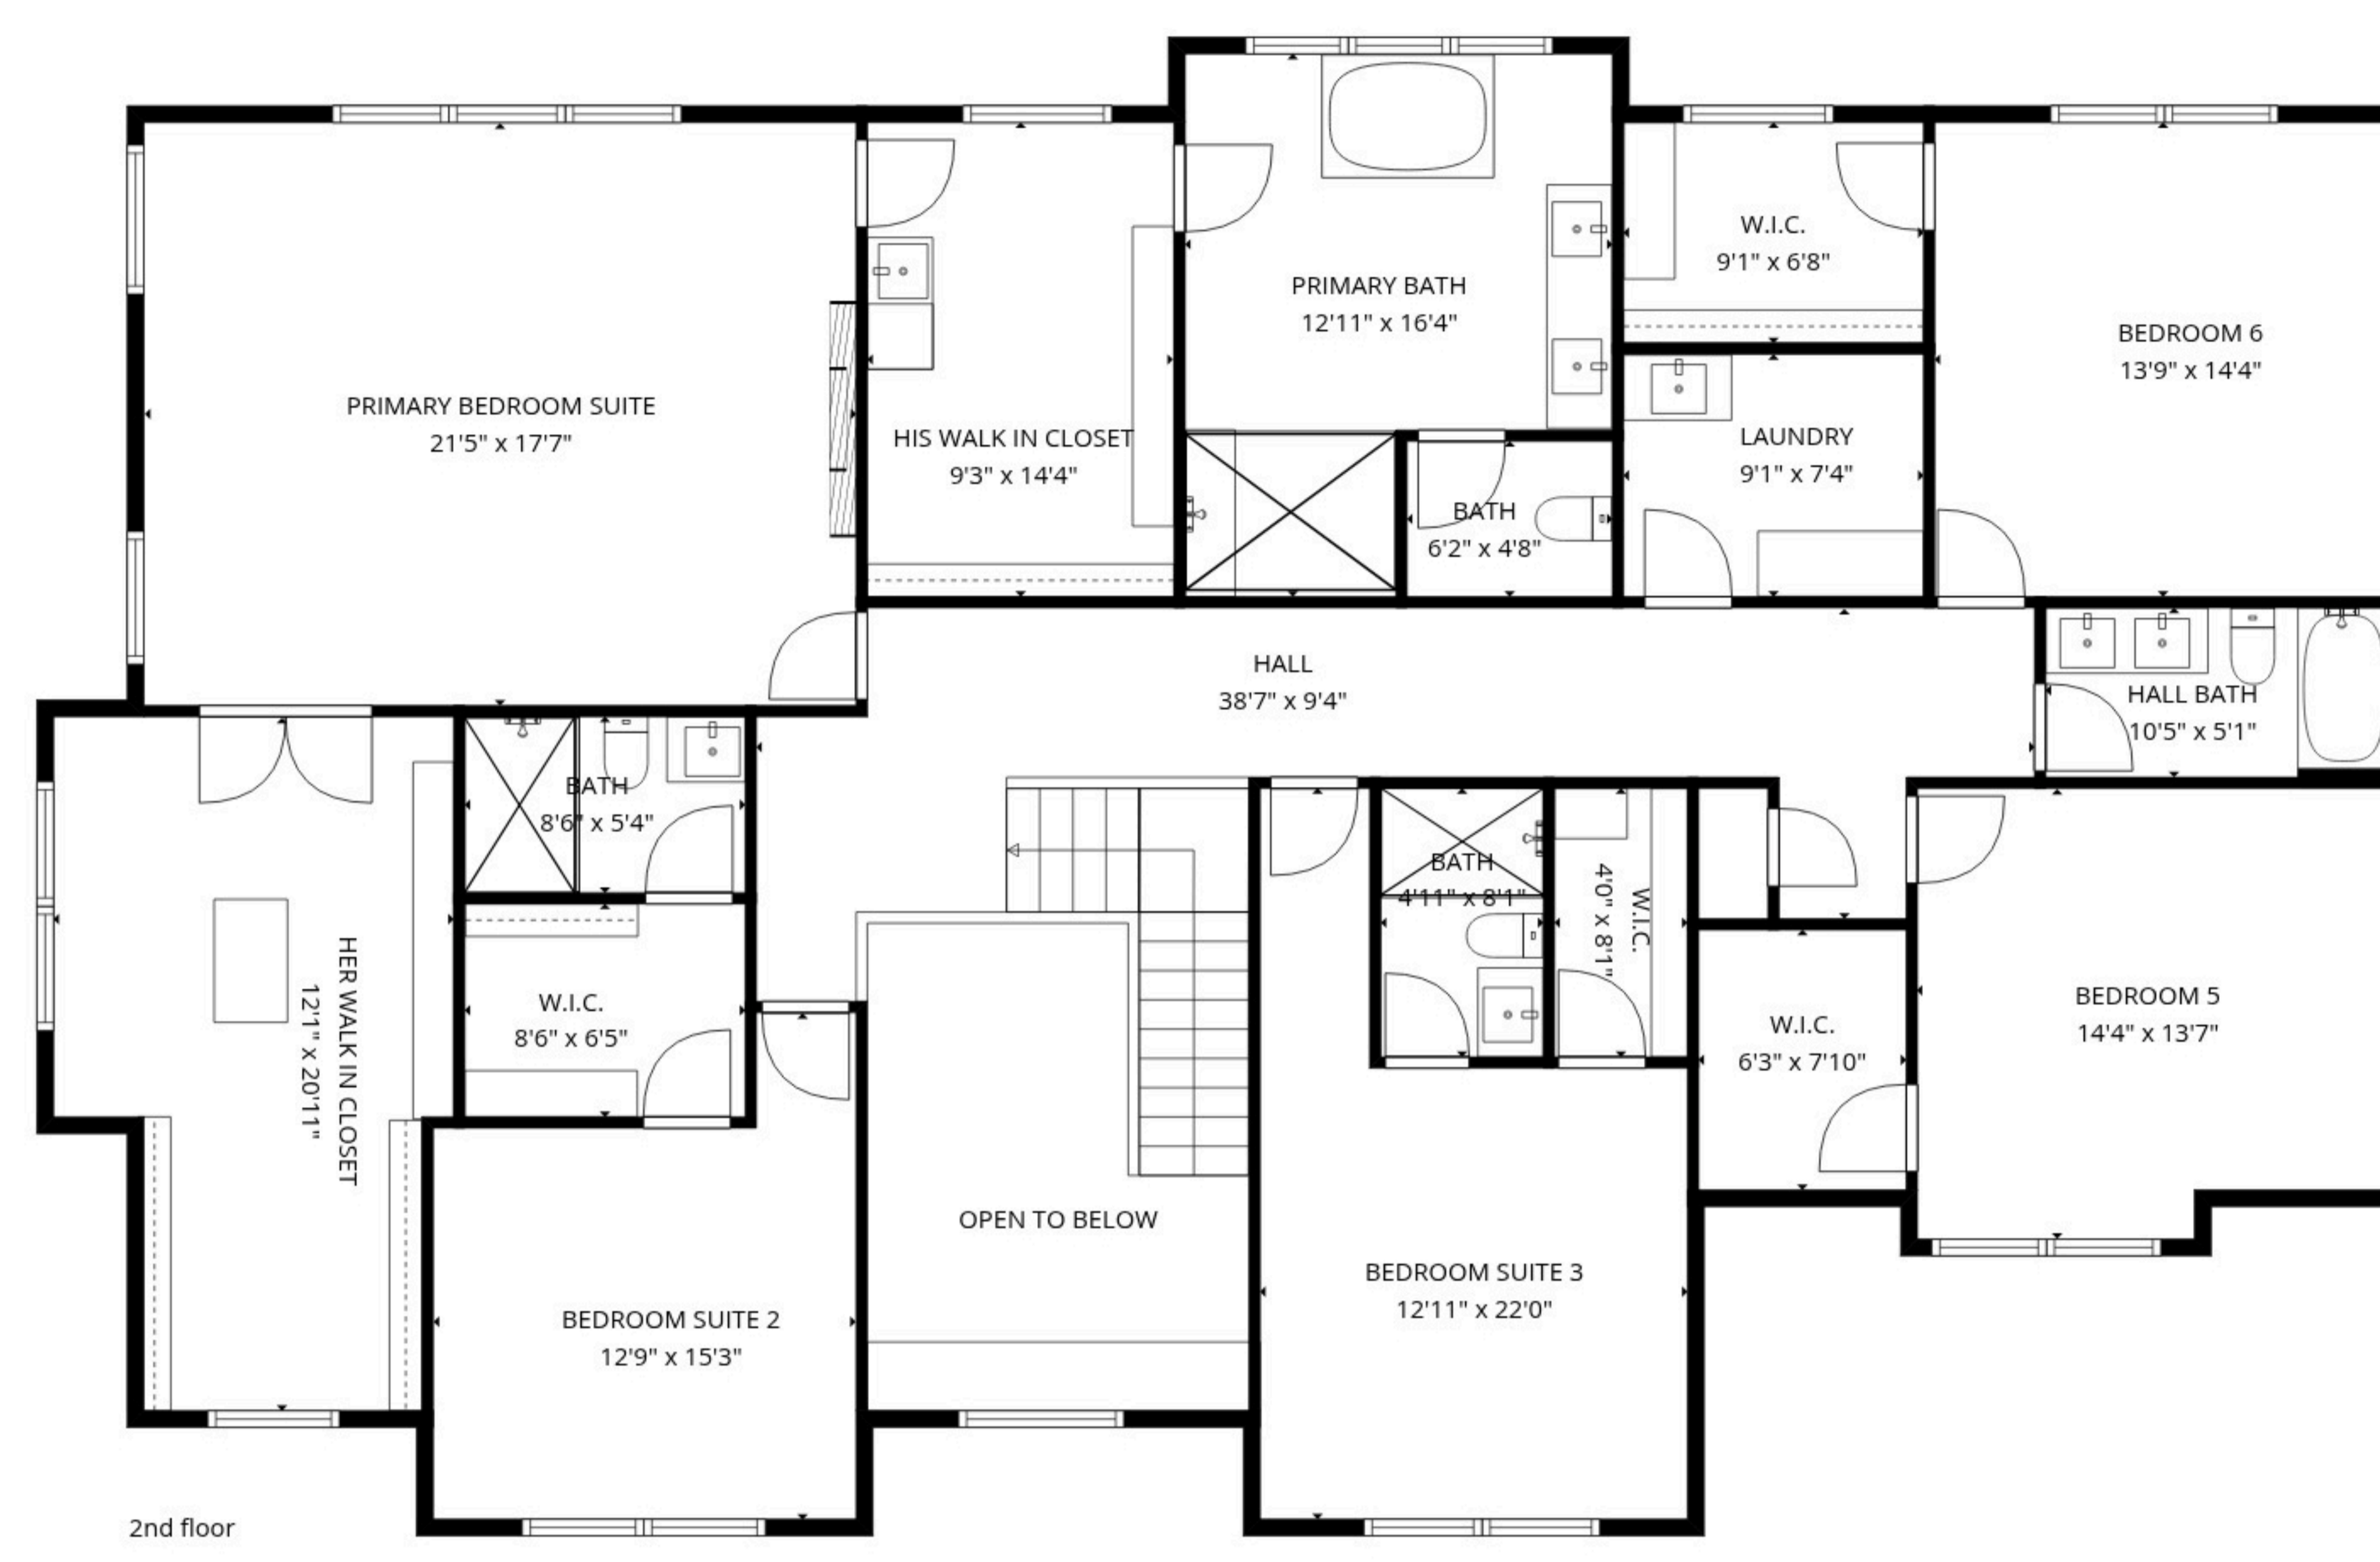 PRIMARY BEDROOM SUITE
21'5" x 17'7"
HIS WALK IN CLOSET
9'3" x 14'4"
PRIMARY BATH
12'11" x 16'4"
BATH
6'2" x 4'8"
W.I.C.
9'1" x 6'8"
LAUNDRY
9'1" x 7'4"
BEDROOM 6
13'9" x 14'4"
HALL
38'7" x 9'4"
HALL BATH
10'5" x 5'1"
HER WALK IN CLOSET
12'1" x 20'11"
BATH
8'6" x 5'4"
W.I.C.
8'6" x 6'5"
BEDROOM SUITE 2
12'9" x 15'3"
OPEN TO BELOW
BATH
4'11" x 8'1"
W.I.C.
4'0" x 8'1"
BEDROOM SUITE 3
12'11" x 22'0"
W.I.C.
6'3" x 7'10"
BEDROOM 5
14'4" x 13'7"
2nd floor